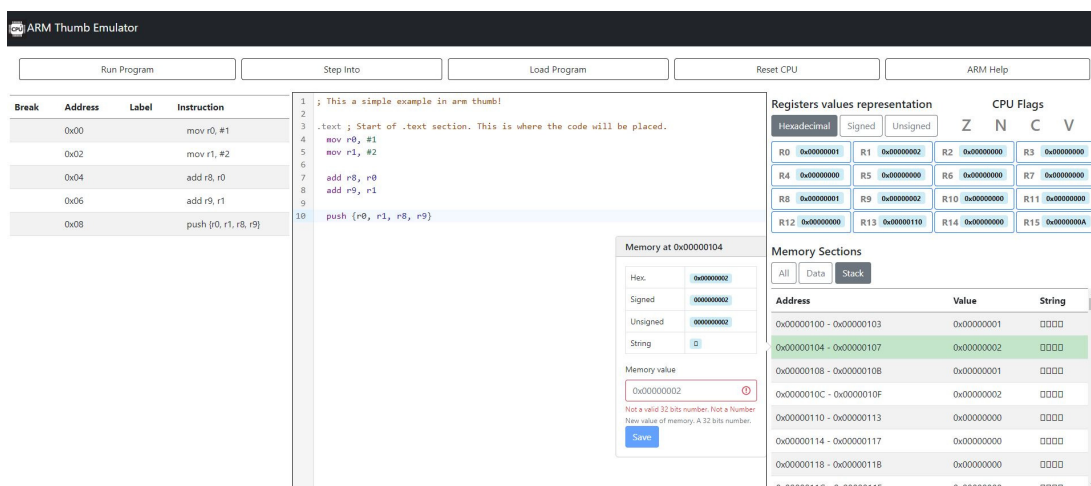 CPU ARM Thumb Emulator
Run Program
Step Into
Load Program
Reset CPU
ARM Help
Break Address Label Instruction
0x00 mov r0, #1
0x02 mov r1, #2
0x04 add r8, r0
0x06 add r9, r1
0x08 push {r0, r1, r8, r9}
1 ; This a simple example in arm thumb!
2
3 .text ; Start of .text section. This is where the code will be placed.
4 mov r0, #1
5 mov r1, #2
6
7 add r8, r0
8 add r9, r1
9
10 push {r0, r1, r8, r9}
Memory at 0x00000104
Hex. 0x00000002
Signed 0000000002
Unsigned 0000000002
String
Memory value
0x00000002
Not a valid 32 bits number. Not a Number
New value of memory. A 32 bits number.
Save
Registers values representation
Hexadecimal Signed Unsigned
CPU Flags
Z N C V
R0 0x00000001 R1 0x00000002 R2 0x00000000 R3 0x00000000
R4 0x00000000 R5 0x00000000 R6 0x00000000 R7 0x00000000
R8 0x00000001 R9 0x00000002 R10 0x00000000 R11 0x00000000
R12 0x00000000 R13 0x00000110 R14 0x00000000 R15 0x0000000A
Memory Sections
All Data Stack
Address Value String
0x00000100 - 0x00000103 0x00000001 □□□□
0x00000104 - 0x00000107 0x00000002 □□□□
0x00000108 - 0x0000010B 0x00000001 □□□□
0x0000010C - 0x0000010F 0x00000002 □□□□
0x00000110 - 0x00000113 0x00000000 □□□□
0x00000114 - 0x00000117 0x00000000 □□□□
0x00000118 - 0x0000011B 0x00000000 □□□□